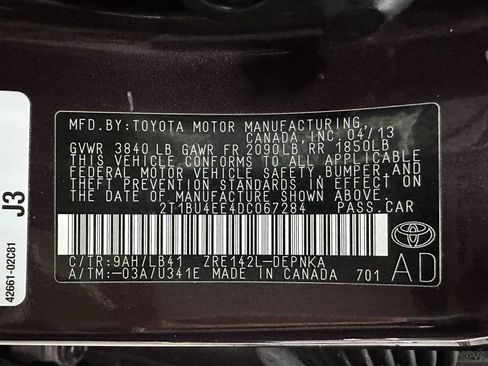 MFD.BY:TOYOTA MOTOR MANUFACTURING,
CANADA,INC. 04/13
GVWR 3840LB GAWR FR 2090LB RR 1850LB
THIS VEHICLE CONFORMS TO ALL APPLICABLE
FEDERAL MOTOR VEHICLE SAFETY,BUMPER,AND
THEFT PREVENTION STANDARDS IN EFFECT ON
THE DATE OF MANUFACTURE SHOWN ABOVE.
2T1BU4EE4DC067284 PASS.CAR
C/TR:9AH/LB41 ZRE142L-DEPNKA
A/TM:-03A/U341E MADE IN CANADA 701
AD
J3
42661-02C81